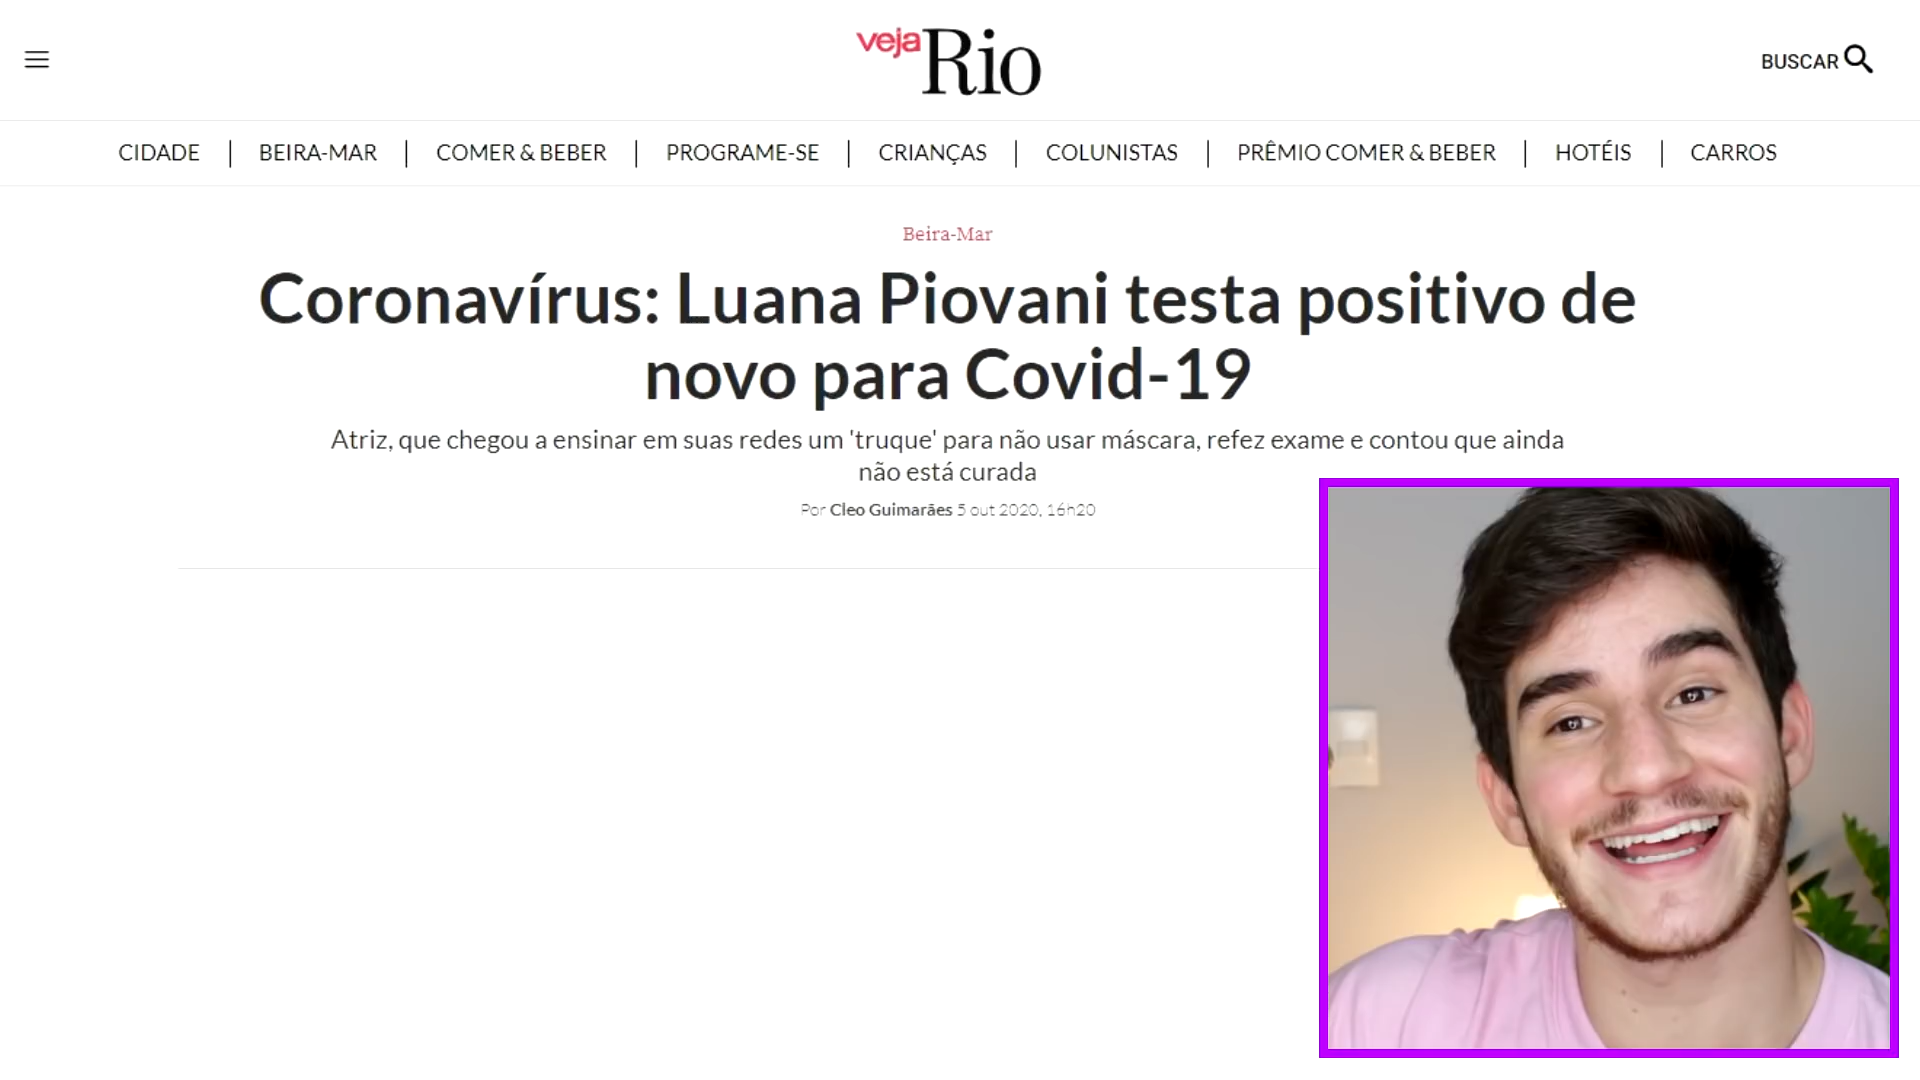 veja Rio
BUSCAR
CIDADE | BEIRA-MAR | COMER & BEBER | PROGRAME-SE | CRIANÇAS | COLUNISTAS | PRÊMIO COMER & BEBER | HOTÉIS | CARROS
Beira-Mar
Coronavírus: Luana Piovani testa positivo de
novo para Covid-19
Atriz, que chegou a ensinar em suas redes um 'truque' para não usar máscara, refez exame e contou que ainda
não está curada
Por Cleo Guimarães 5 out 2020, 16h20